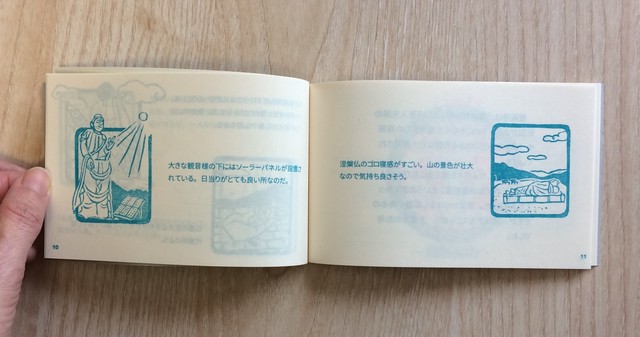 大きな観音様の下にはソーラーパネルが設置さ
れている。日当りがとても良い所なのだ。
10
涅槃仏のゴロ寝感がすごい。山の景色が壮大
なので気持ち良さそう。
11